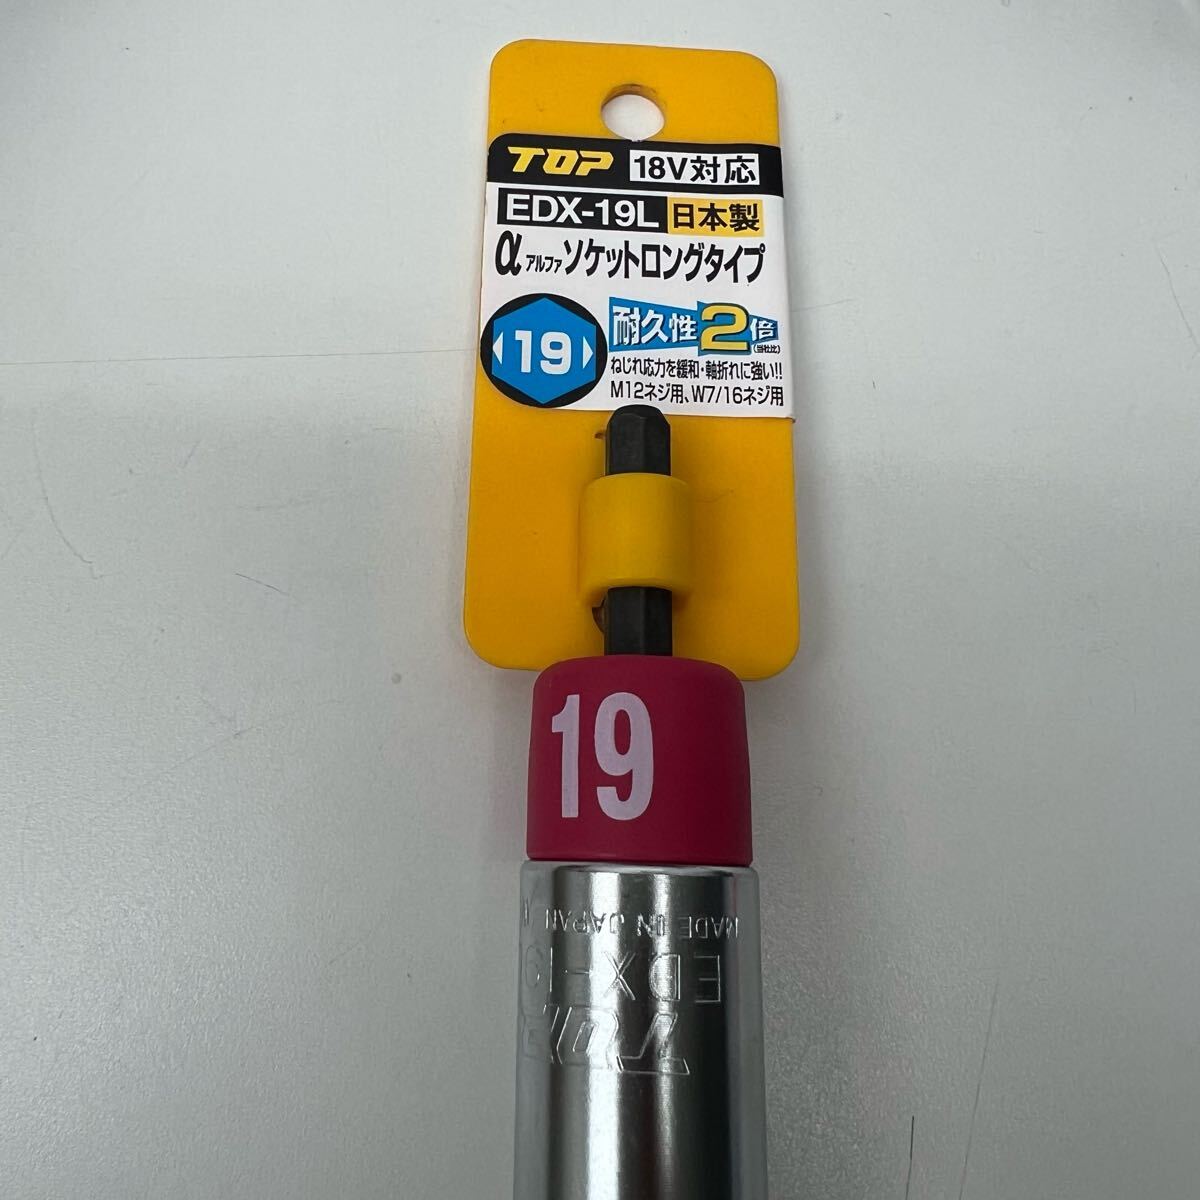 TOP 18V対応
EDX-19L 日本製
αアルファソケットロングタイプ
19 耐久性2倍
(当社比)
ねじれ応力を緩和・軸折れに強い!!
M12ネジ用、W7/16ネジ用
19
MADE IN JAPAN
EDX-19
TOP